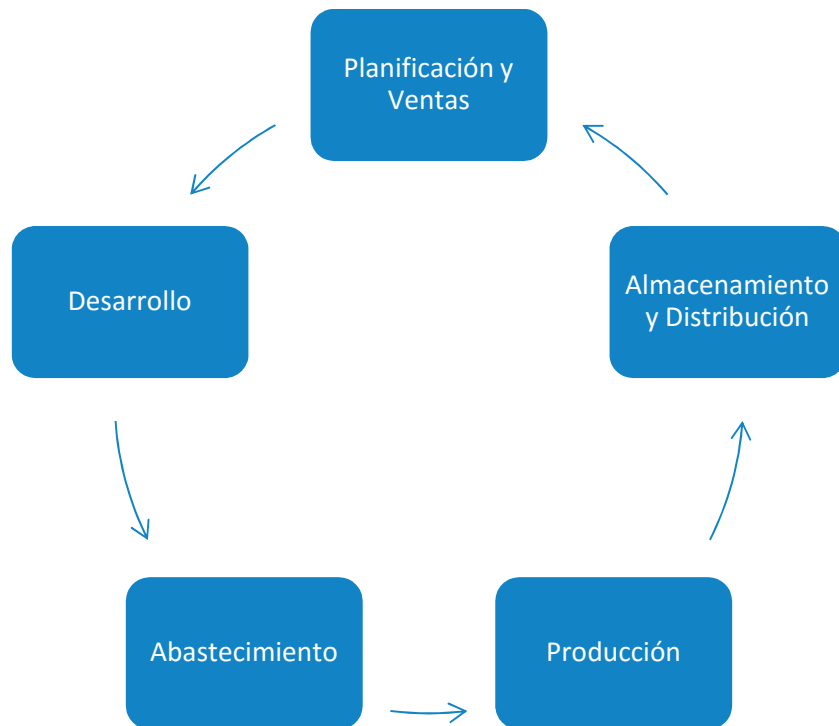 Planificación y
Ventas
Desarrollo
Almacenamiento
y Distribución
Abastecimiento
Producción